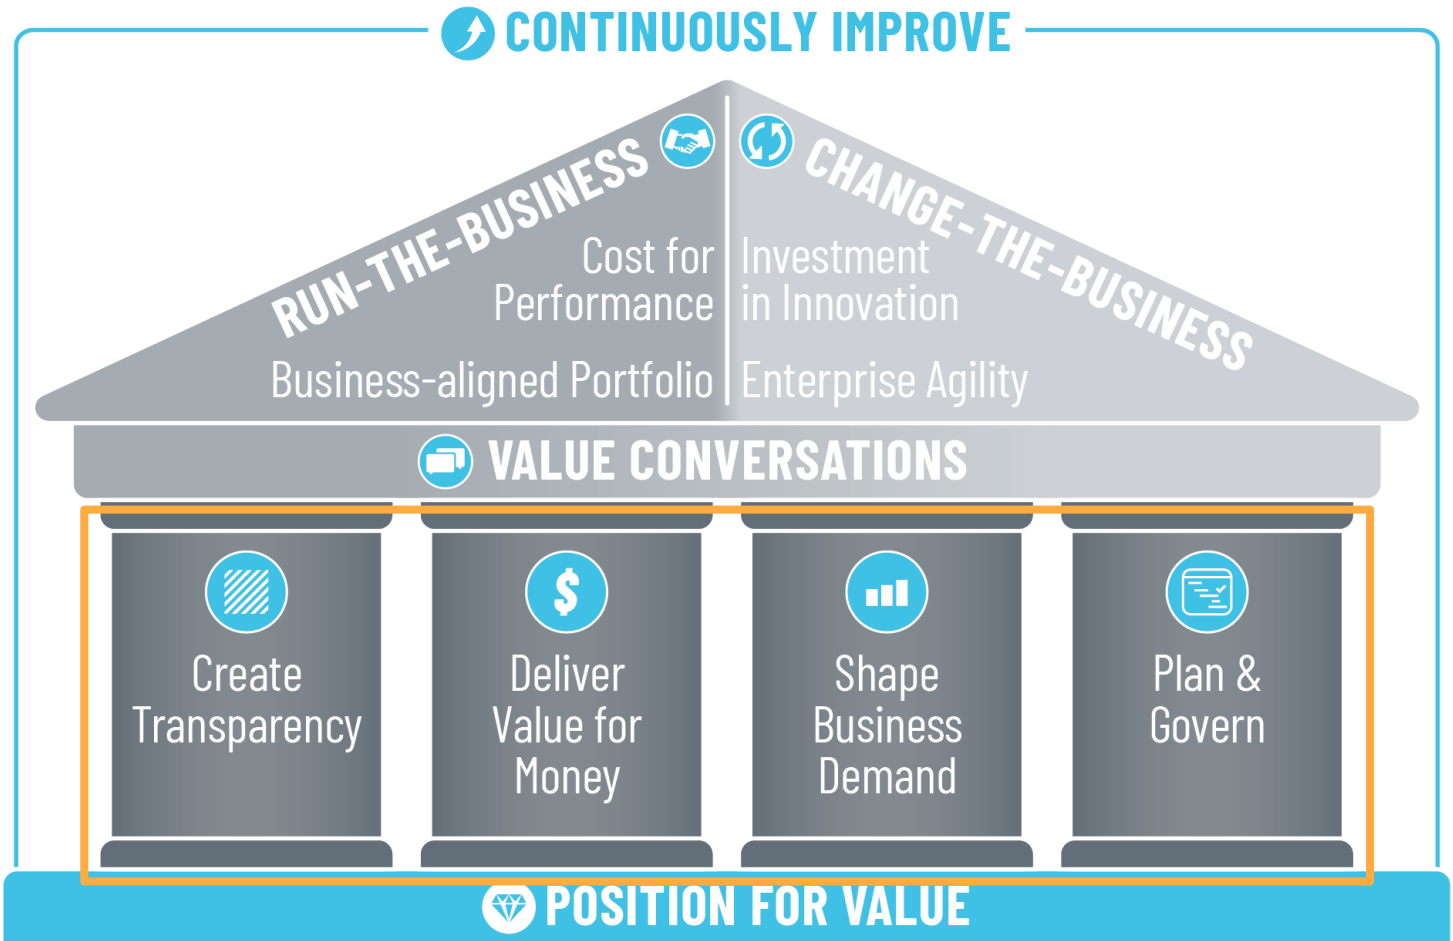 CONTINUOUSLY IMPROVE
RUN-THE-BUSINESS
Cost for
Performance
Business-aligned Portfolio
CHANGE-THE-BUSINESS
Investment
in Innovation
Enterprise Agility
VALUE CONVERSATIONS
Create
Transparency
Deliver
Value for
Money
Shape
Business
Demand
Plan &
Govern
POSITION FOR VALUE